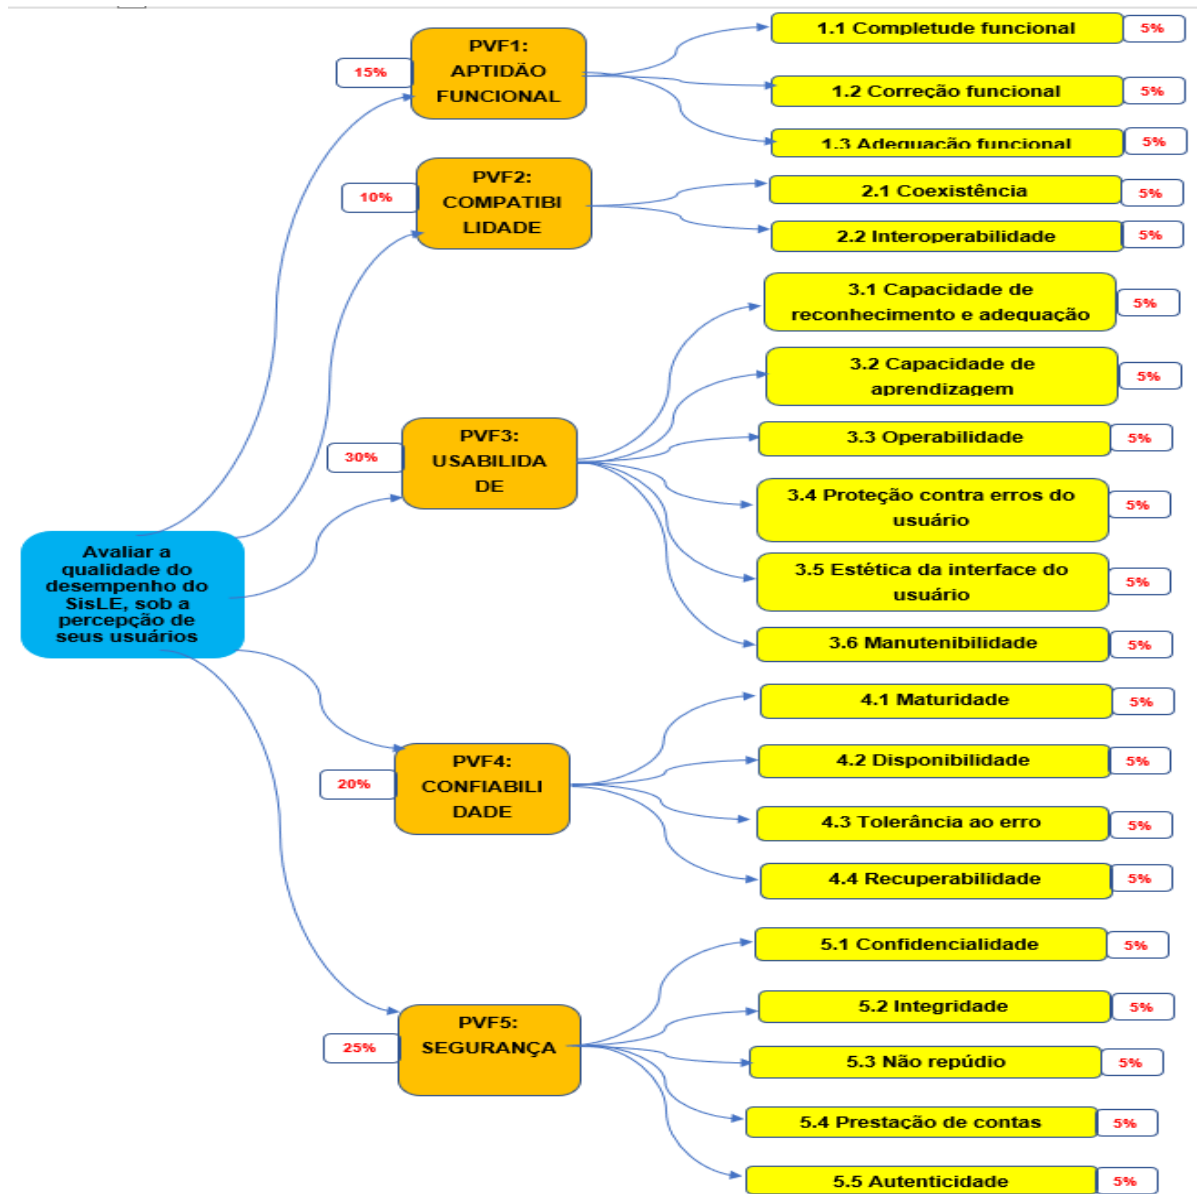 Avaliar a
qualidade do
desempenho do
SisLE, sob a
percepção de
seus usuários
15%
PVF1:
APTIDÃO
FUNCIONAL
1.1 Completude funcional
5%
1.2 Correção funcional
5%
1.3 Adequação funcional
5%
10%
PVF2:
COMPATIBI
LIDADE
2.1 Coexistência
5%
2.2 Interoperabilidade
5%
30%
PVF3:
USABILIDA
DE
3.1 Capacidade de
reconhecimento e adequação
5%
3.2 Capacidade de
aprendizagem
5%
3.3 Operabilidade
5%
3.4 Proteção contra erros do
usuário
5%
3.5 Estética da interface do
usuário
5%
3.6 Manutenibilidade
5%
20%
PVF4:
CONFIABILI
DADE
4.1 Maturidade
5%
4.2 Disponibilidade
5%
4.3 Tolerância ao erro
5%
4.4 Recuperabilidade
5%
25%
PVF5:
SEGURANÇA
5.1 Confidencialidade
5%
5.2 Integridade
5%
5.3 Não repúdio
5%
5.4 Prestação de contas
5%
5.5 Autenticidade
5%